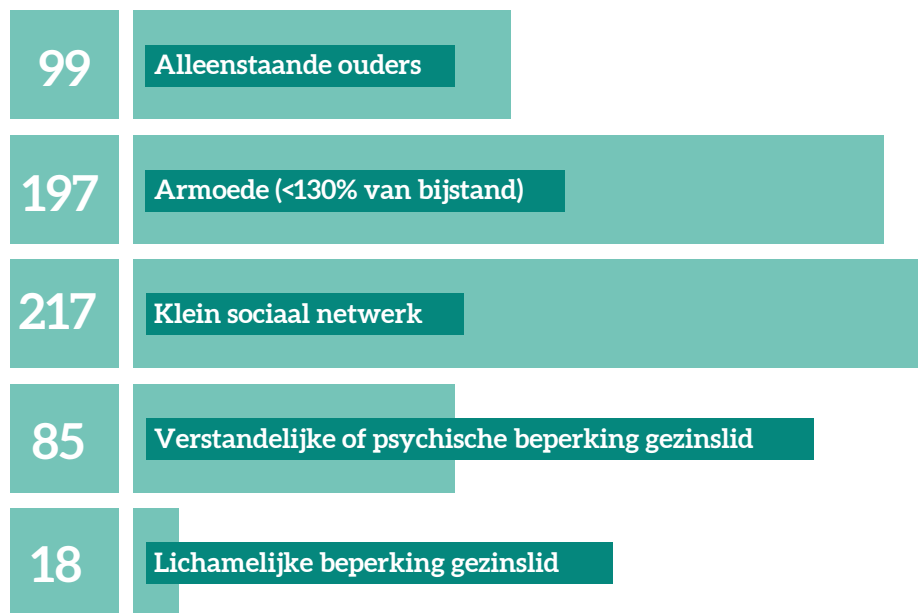 99
Alleenstaande ouders
197
Armoede (<130% van bijstand)
217
Klein sociaal netwerk
85
Verstandelijke of psychische beperking gezinslid
18
Lichamelijke beperking gezinslid